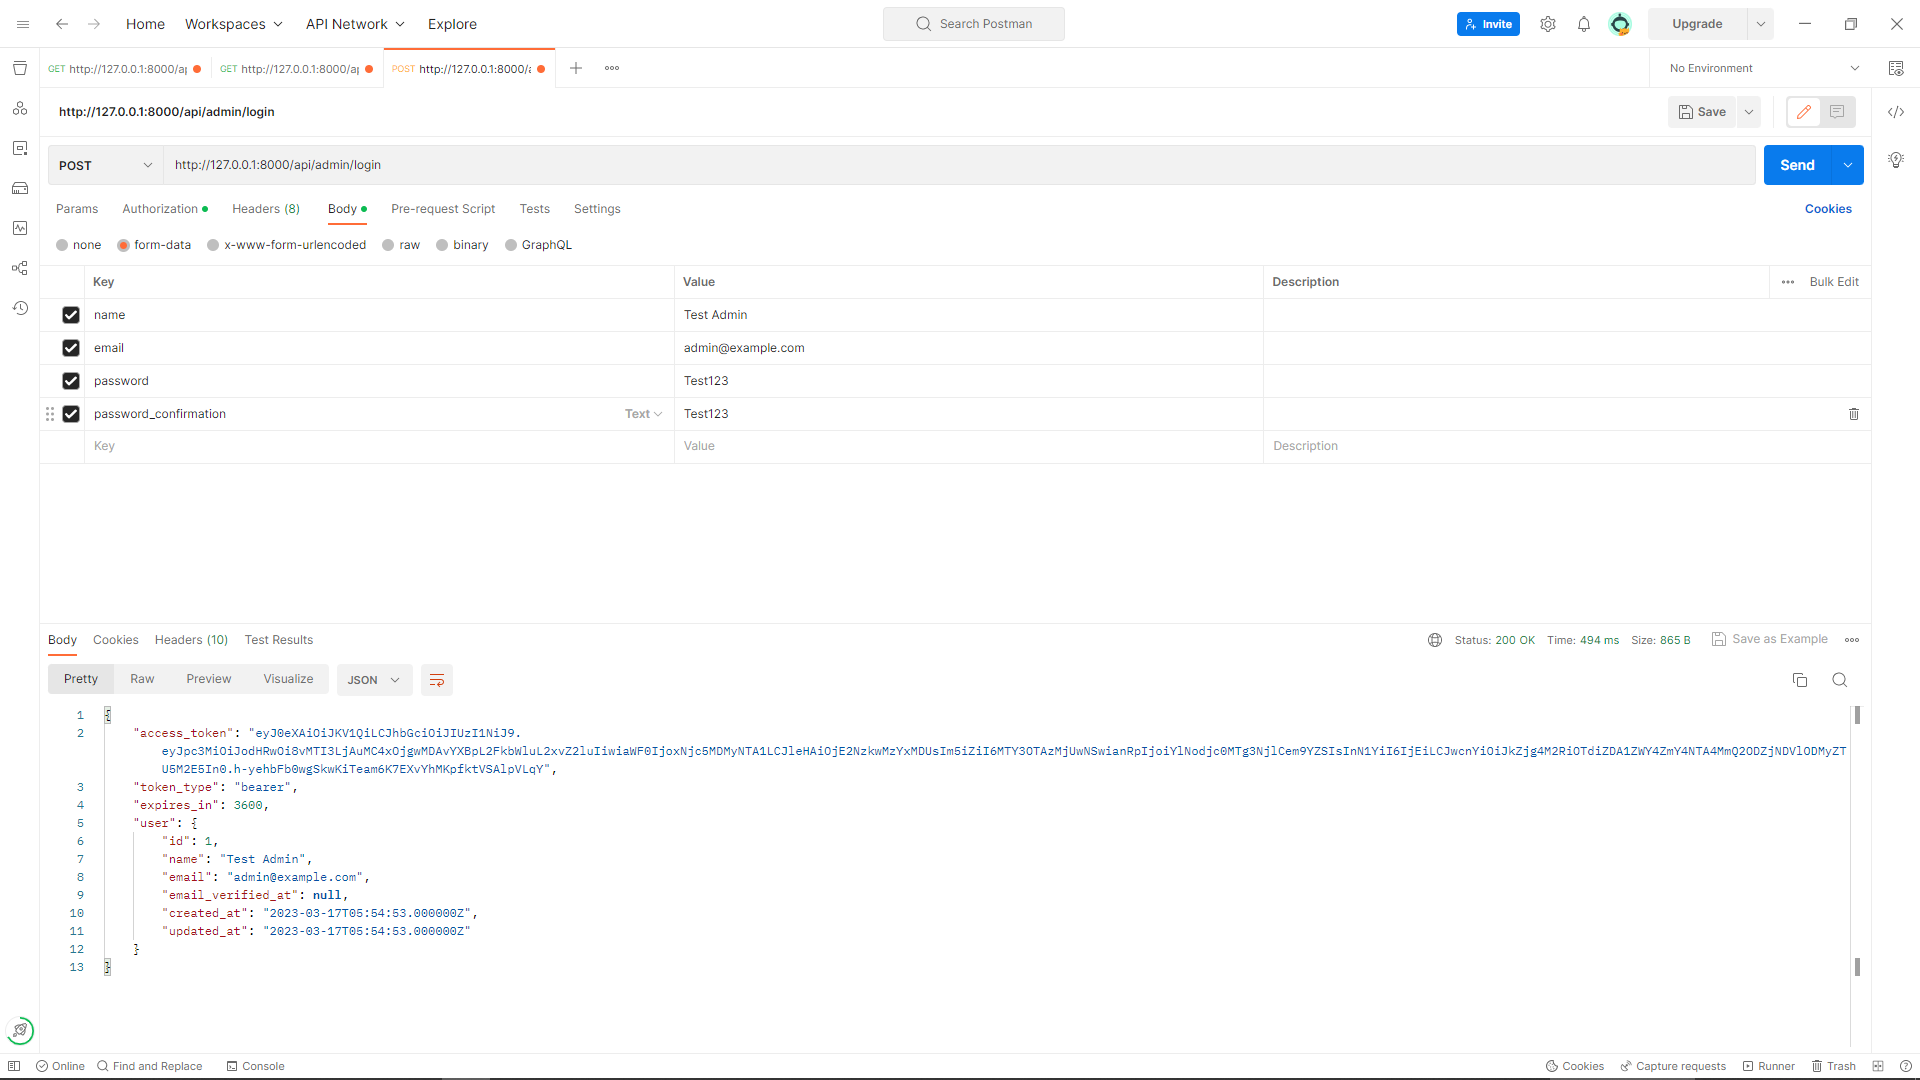 Home Workspaces API Network Explore Search Postman Invite Upgrade
GET http://127.0.0.1:8000/ap GET http://127.0.0.1:8000/ap POST http://127.0.0.1:8000/a No Environment
http://127.0.0.1:8000/api/admin/login Save
POST http://127.0.0.1:8000/api/admin/login Send
Params Authorization Headers (8) Body Pre-request Script Tests Settings Cookies
none form-data x-www-form-urlencoded raw binary GraphQL
Key Value Description Bulk Edit
name Test Admin
email admin@example.com
password Test123
password_confirmation Text Test123
Key Value Description
Body Cookies Headers (10) Test Results Status: 200 OK Time: 494 ms Size: 865 B Save as Example
Pretty Raw Preview Visualize JSON
1 {
2 "access_token": "eyJ0eXAiOiJKV1QiLCJhbGciOiJIUzI1NiJ9.
3 "token_type": "bearer",
4 "expires_in": 3600,
5 "user": {
6 "id": 1,
7 "name": "Test Admin",
8 "email": "admin@example.com",
9 "email_verified_at": null,
10 "created_at": "2023-03-17T05:54:53.000000Z",
11 "updated_at": "2023-03-17T05:54:53.000000Z"
12 }
13 }
Online Find and Replace Console Cookies Capture requests Runner Trash